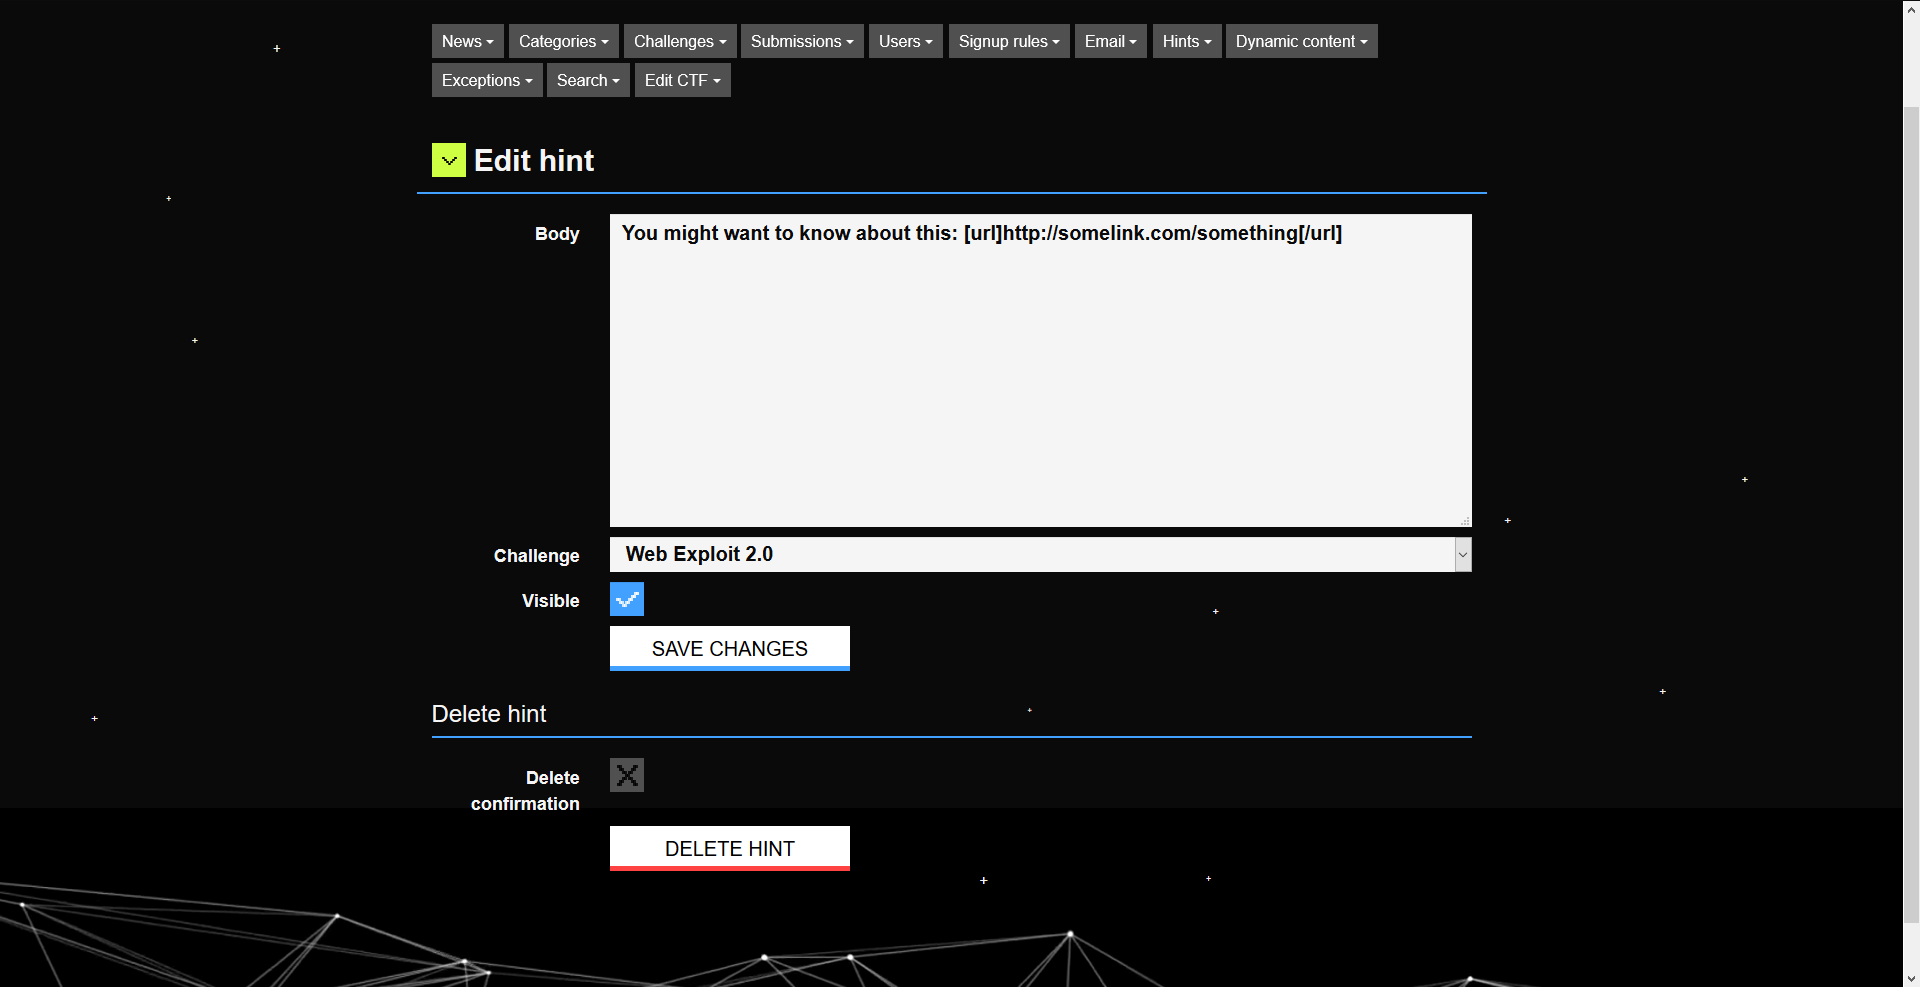 News Categories Challenges Submissions Users Signup rules Email Hints Dynamic content
Exceptions Search Edit CTF
Edit hint
Body You might want to know about this: [url]http://somelink.com/something[/url]
Challenge Web Exploit 2.0
Visible
SAVE CHANGES
Delete hint
Delete
confirmation
DELETE HINT